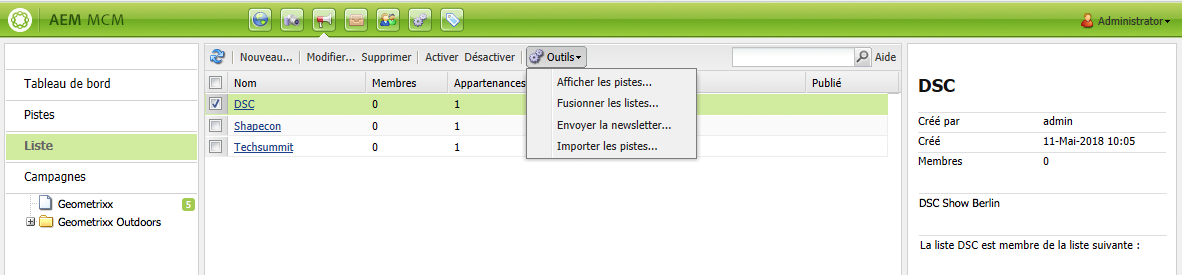 AEM MCM
Administrator
Nouveau... Modifier... Supprimer Activer Désactiver Outils Aide
Tableau de bord
Pistes
Liste
Campagnes
Geometrixx 5
Geometrixx Outdoors
Nom Membres Appartenances Publié
DSC 0 1
Shapecon 0 1
Techsummit 0 1
Afficher les pistes...
Fusionner les listes...
Envoyer la newsletter...
Importer les pistes...
DSC
Créé par admin
Créé 11-Mai-2018 10:05
Membres 0
DSC Show Berlin
La liste DSC est membre de la liste suivante :